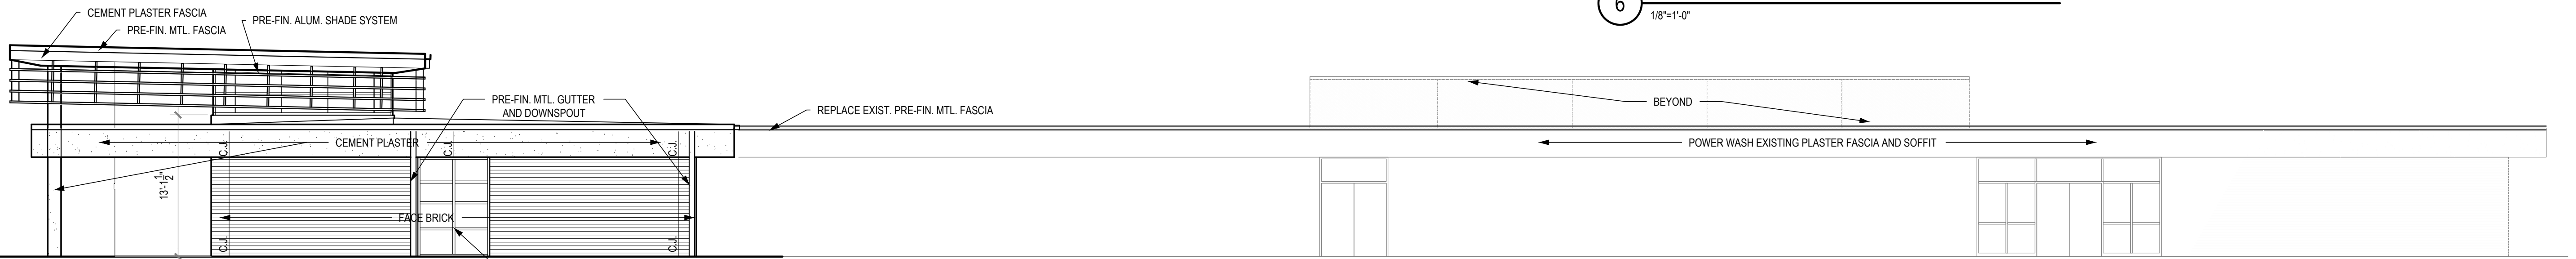 6
1/8"=1'-0"
CEMENT PLASTER FASCIA
PRE-FIN. MTL. FASCIA
PRE-FIN. ALUM. SHADE SYSTEM
PRE-FIN. MTL. GUTTER
AND DOWNSPOUT
REPLACE EXIST. PRE-FIN. MTL. FASCIA
BEYOND
C.J.
CEMENT PLASTER
C.J.
C.J.
POWER WASH EXISTING PLASTER FASCIA AND SOFFIT
13'-1 1/2"
FACE BRICK
C.J.
C.J.